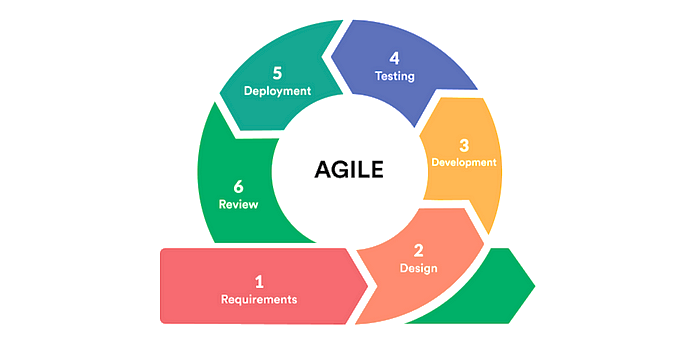 AGILE
1
Requirements
2
Design
3
Development
4
Testing
5
Deployment
6
Review